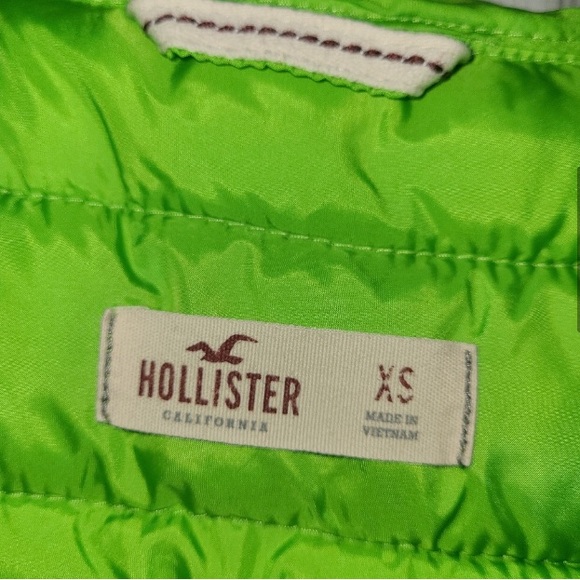 HOLLISTER
CALIFORNIA
XS
MADE IN
VIETNAM